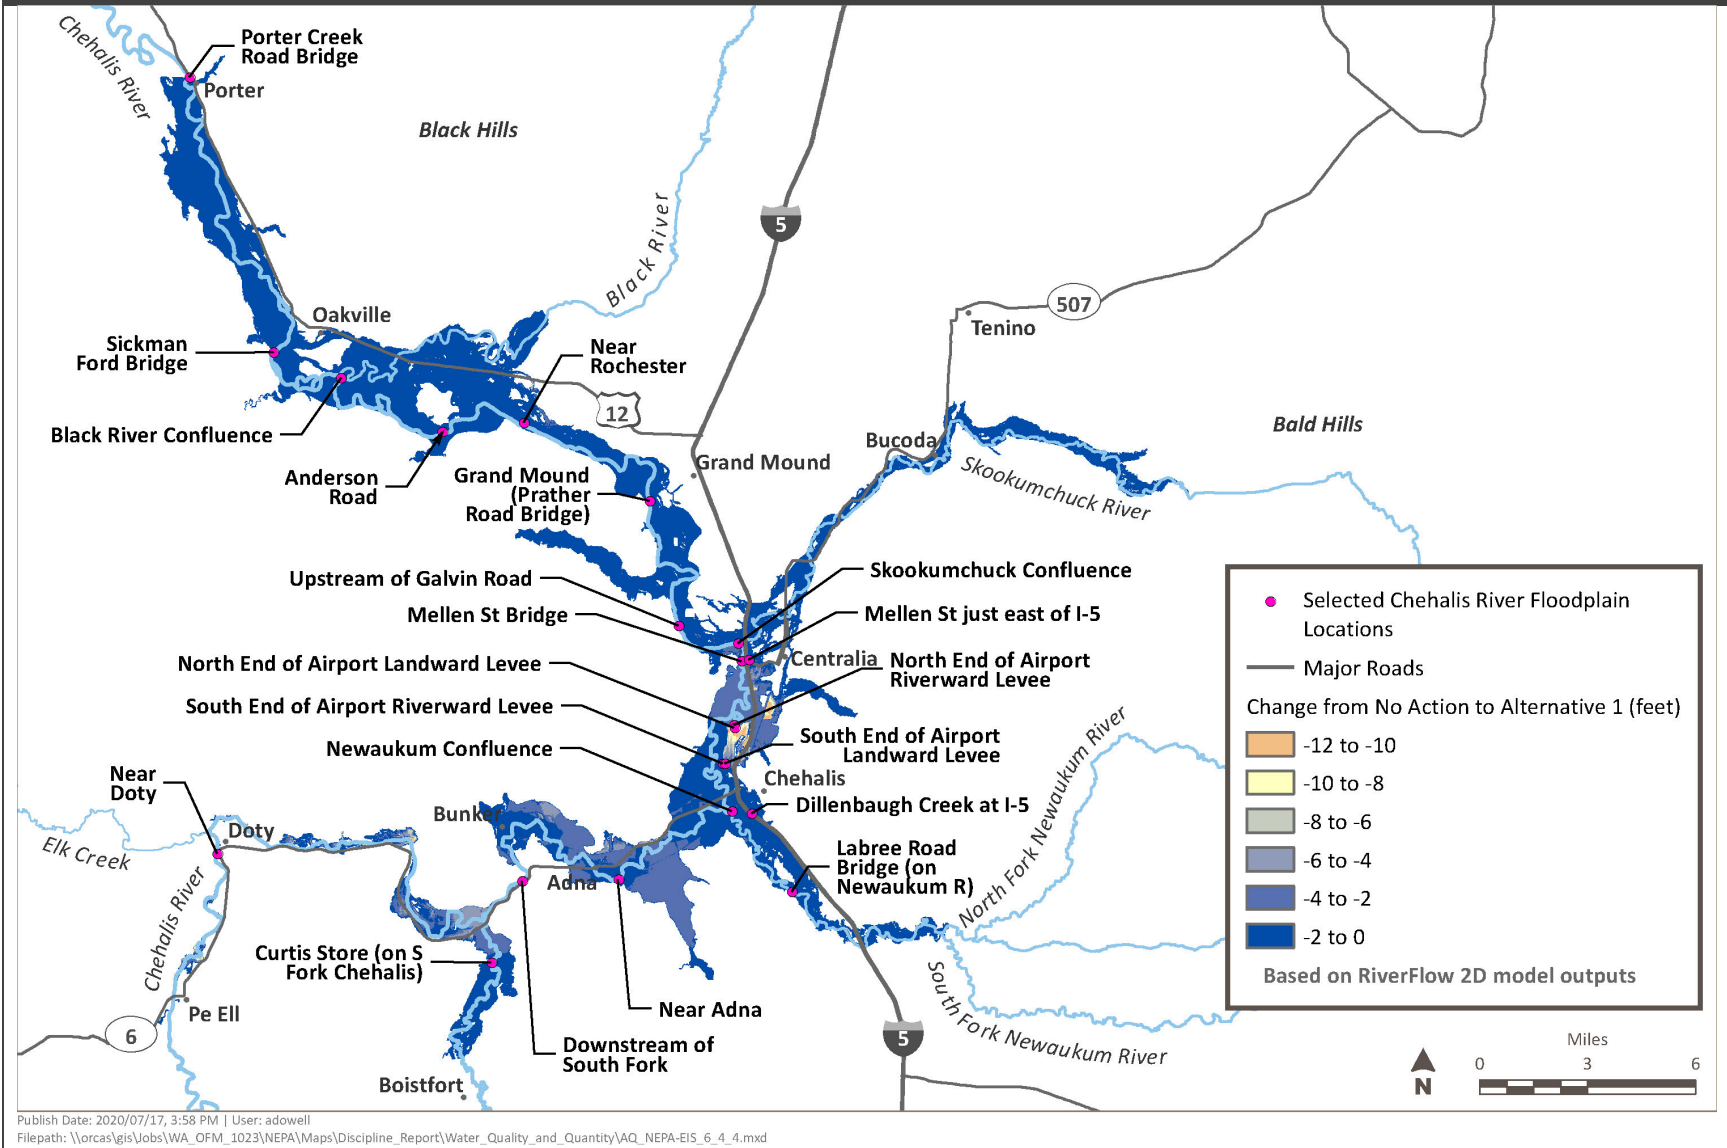 Chehalis River
Porter Creek
Road Bridge
Porter
Black Hills
Black River
5
Oakville
507
Tenino
Sickman
Ford Bridge
Near
Rochester
12
Black River Confluence
Bald Hills
Bucoda
Grand Mound
Skookumchuck River
Anderson
Road
Grand Mound
(Prather
Road Bridge)
Upstream of Galvin Road
Skookumchuck Confluence
Mellen St Bridge
Mellen St just east of I-5
North End of Airport Landward Levee
Centralia
North End of Airport
Riverward Levee
South End of Airport Riverward Levee
South End of Airport
Landward Levee
Newaukum Confluence
Chehalis
Near
Doty
Dillenbaugh Creek at I-5
Bunker
Doty
Elk Creek
Labree Road
Bridge (on
Newaukum R)
North Fork Newaukum River
Adna
Chehalis River
Curtis Store (on S
Fork Chehalis)
South Fork Newaukum River
Pe Ell
Near Adna
6
5
Downstream of
South Fork
Boistfort
Selected Chehalis River Floodplain
Locations
Major Roads
Change from No Action to Alternative 1 (feet)
-12 to -10
-10 to -8
-8 to -6
-6 to -4
-4 to -2
-2 to 0
Based on RiverFlow 2D model outputs
Miles
0 3 6
N
Publish Date: 2020/07/17, 3:58 PM | User: adowell
Filepath: \\orcas\gis\Jobs\WA_OFM_1023\NEPA\Maps\Discipline_Report\Water_Quality_and_Quantity\AQ_NEPA-EIS_6_4_4.mxd